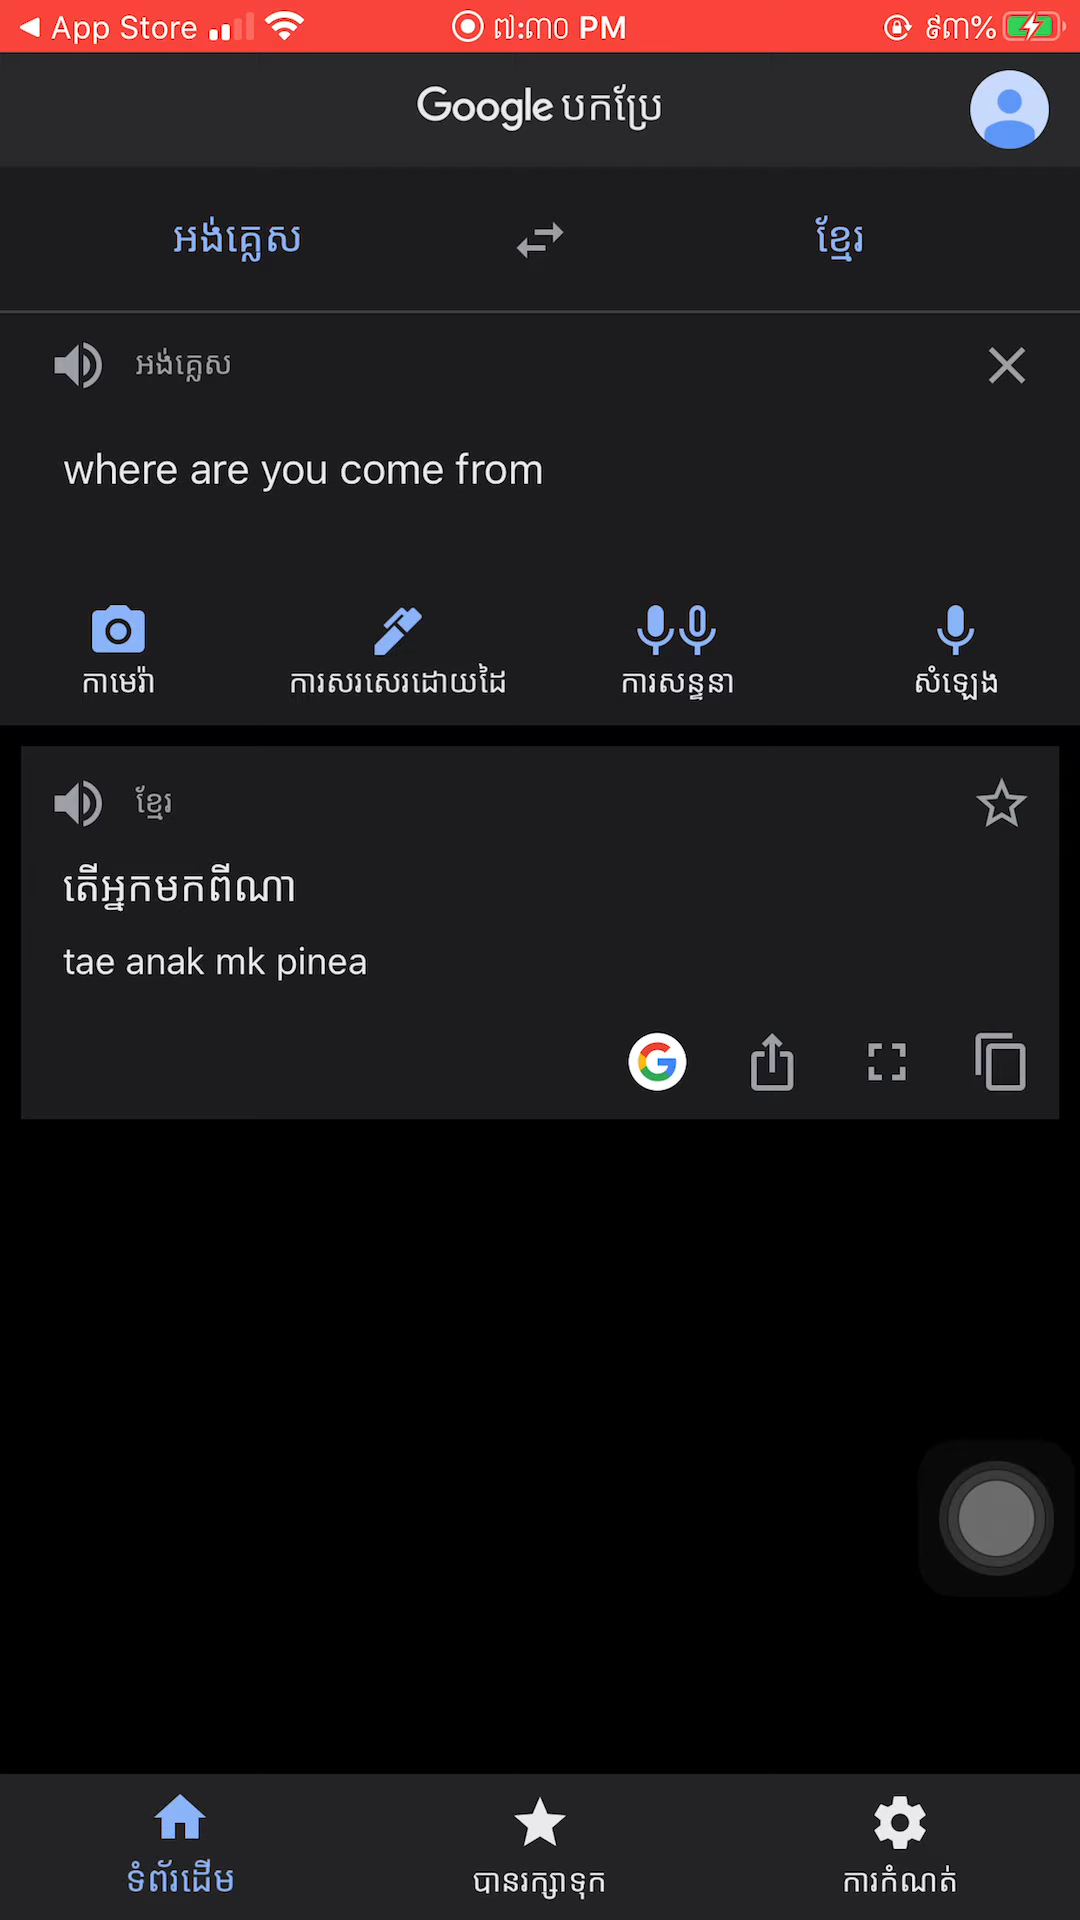 App Store ៧:៣០ PM ៩៣%
Google បកប្រែ
អង់គ្លេស ខ្មែរ
អង់គ្លេស
where are you come from
កាមេរ៉ា ការសរសេរដោយដៃ ការសន្ទនា សំឡេង
ខ្មែរ
តើអ្នកមកពីណា
tae anak mk pinea
ទំព័រដើម បានរក្សាទុក ការកំណត់